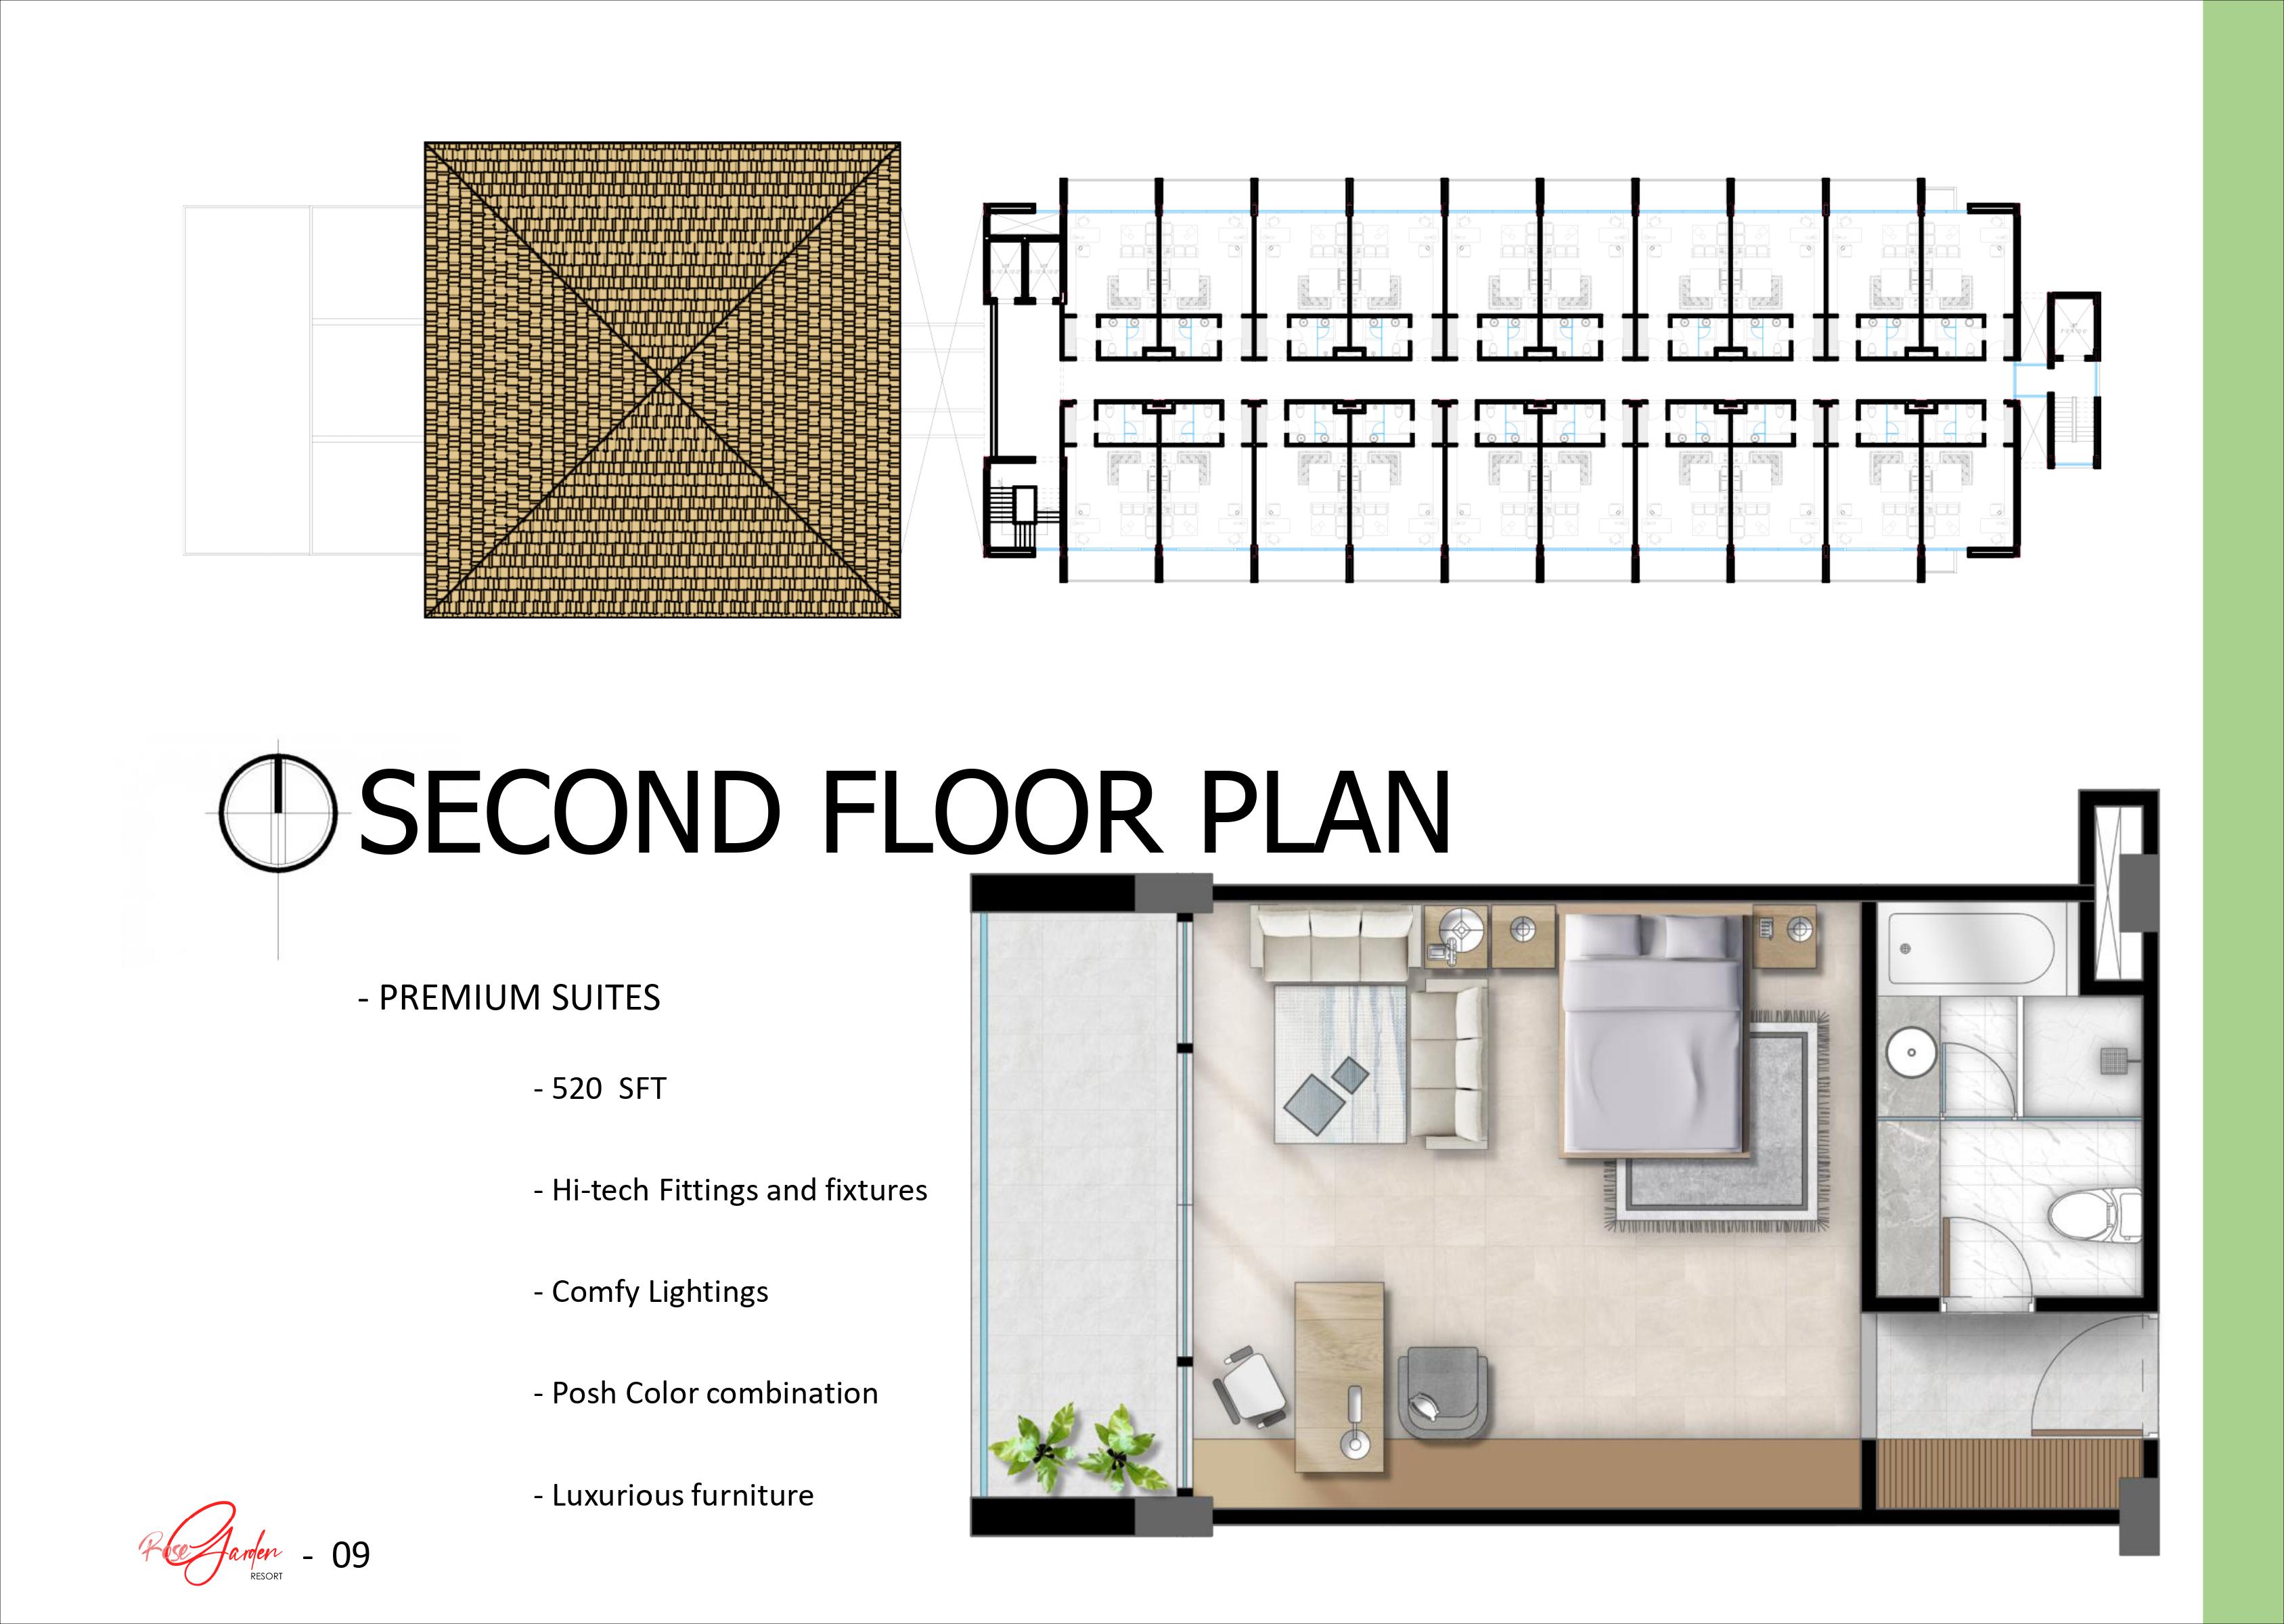 SECOND FLOOR PLAN
- PREMIUM SUITES
- 520 SFT
- Hi-tech Fittings and fixtures
- Comfy Lightings
- Posh Color combination
- Luxurious furniture
Rose Garden
RESORT
- 09